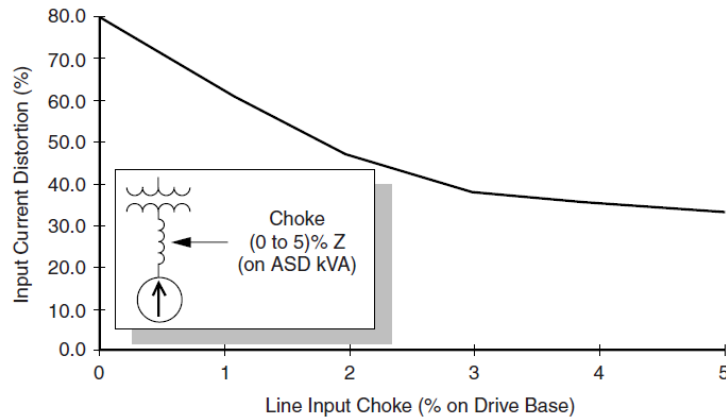 80.0
70.0
60.0
50.0
40.0
30.0
20.0
10.0
0.0
Input Current Distortion (%)
Choke
(0 to 5)% Z
(on ASD kVA)
0 1 2 3 4 5
Line Input Choke (% on Drive Base)